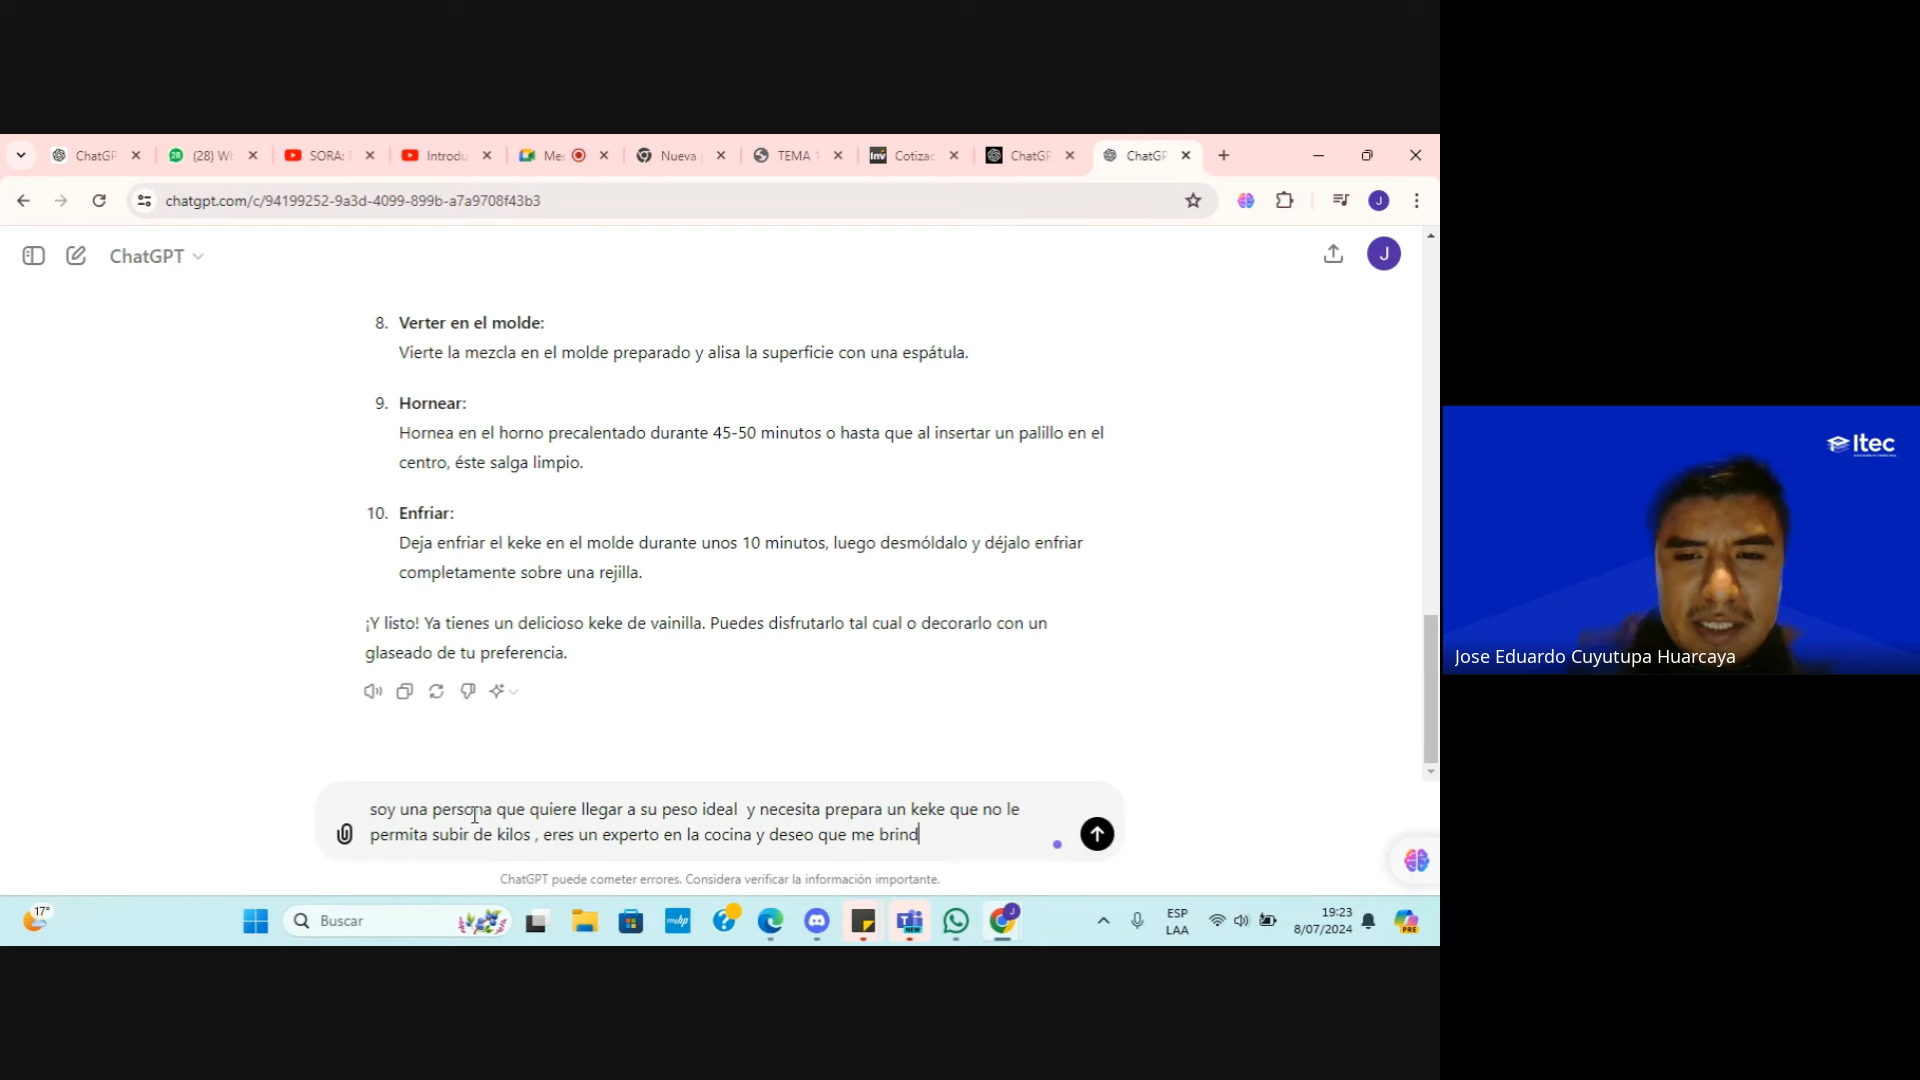 ChatGP
(28) W
SORA:
Introdu
Me
Nueva
TEMA 1
Cotizac
ChatGP
ChatGP
chatgpt.com/c/94199252-9a3d-4099-899b-a7a9708f43b3
J
ChatGPT
J
8. Verter en el molde:
Vierte la mezcla en el molde preparado y alisa la superficie con una espátula.
9. Hornear:
Hornea en el horno precalentado durante 45-50 minutos o hasta que al insertar un palillo en el
centro, éste salga limpio.
10. Enfriar:
Deja enfriar el keke en el molde durante unos 10 minutos, luego desmóldalo y déjalo enfriar
completamente sobre una rejilla.
¡Y listo! Ya tienes un delicioso keke de vainilla. Puedes disfrutarlo tal cual o decorarlo con un
glaseado de tu preferencia.
soy una persona que quiere llegar a su peso ideal y necesita prepara un keke que no le
permita subir de kilos , eres un experto en la cocina y deseo que me brind
ChatGPT puede cometer errores. Considera verificar la información importante.
17°
Buscar
ESP
LAA
19:23
8/07/2024
PRE
Itec
Jose Eduardo Cuyutupa Huarcaya